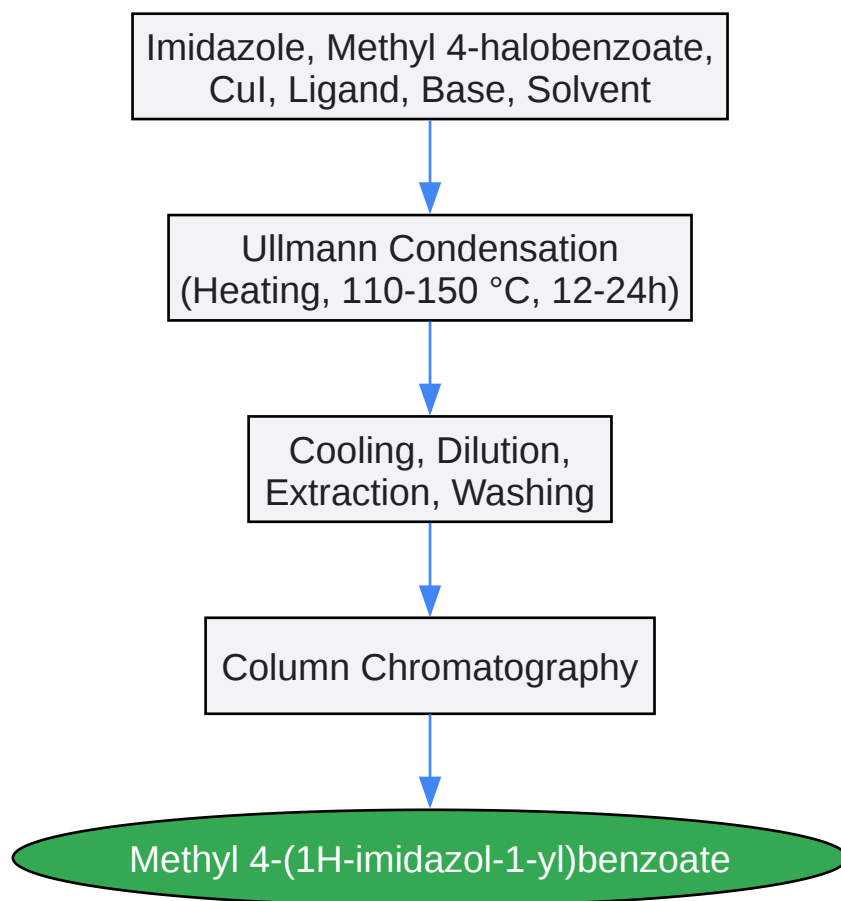 Imidazole, Methyl 4-halobenzoate,
CuI, Ligand, Base, Solvent
Ullmann Condensation
(Heating, 110-150 °C, 12-24h)
Cooling, Dilution,
Extraction, Washing
Column Chromatography
Methyl 4-(1H-imidazol-1-yl)benzoate